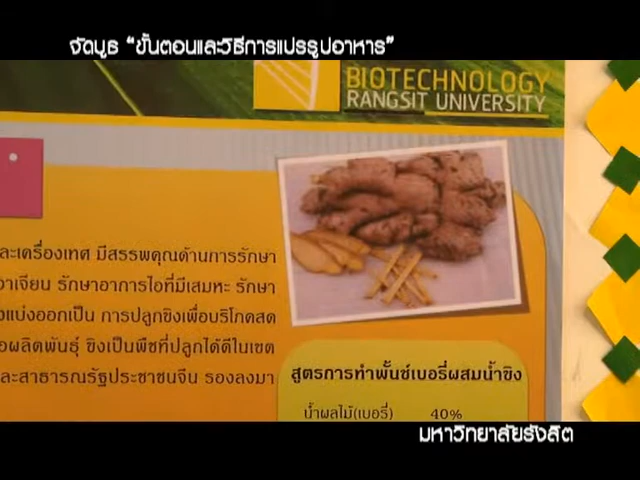 จัดบูธ “ขั้นตอนและวิธีการแปรรูปอาหาร”
BIOTECHNOLOGY
RANGSIT UNIVERSITY
ละเครื่องเทศ มีสรรพคุณด้านการรักษา
อาเจียน รักษาอาการไอที่มีเสมหะ รักษา
งแบ่งออกเป็น การปลูกขิงเพื่อบริโภคสด
อผลิตพันธุ์ ขิงเป็นพืชที่ปลูกได้ดีในเขต
ละสาธารณรัฐประชาชนจีน รองลงมา
สูตรการทำพั้นช์เบอรี่ผสมน้ำขิง
น้ำผลไม้(เบอรี่) 40%
มหาวิทยาลัยรังสิต